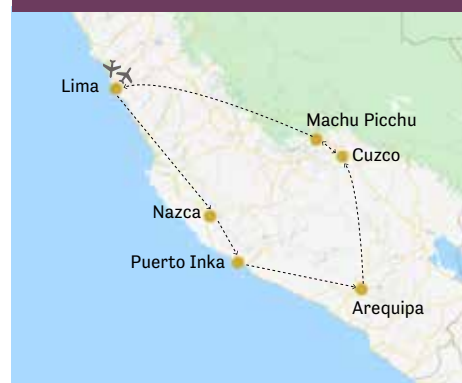 Lima
Machu Picchu
Cuzco
Nazca
Puerto Inka
Arequipa